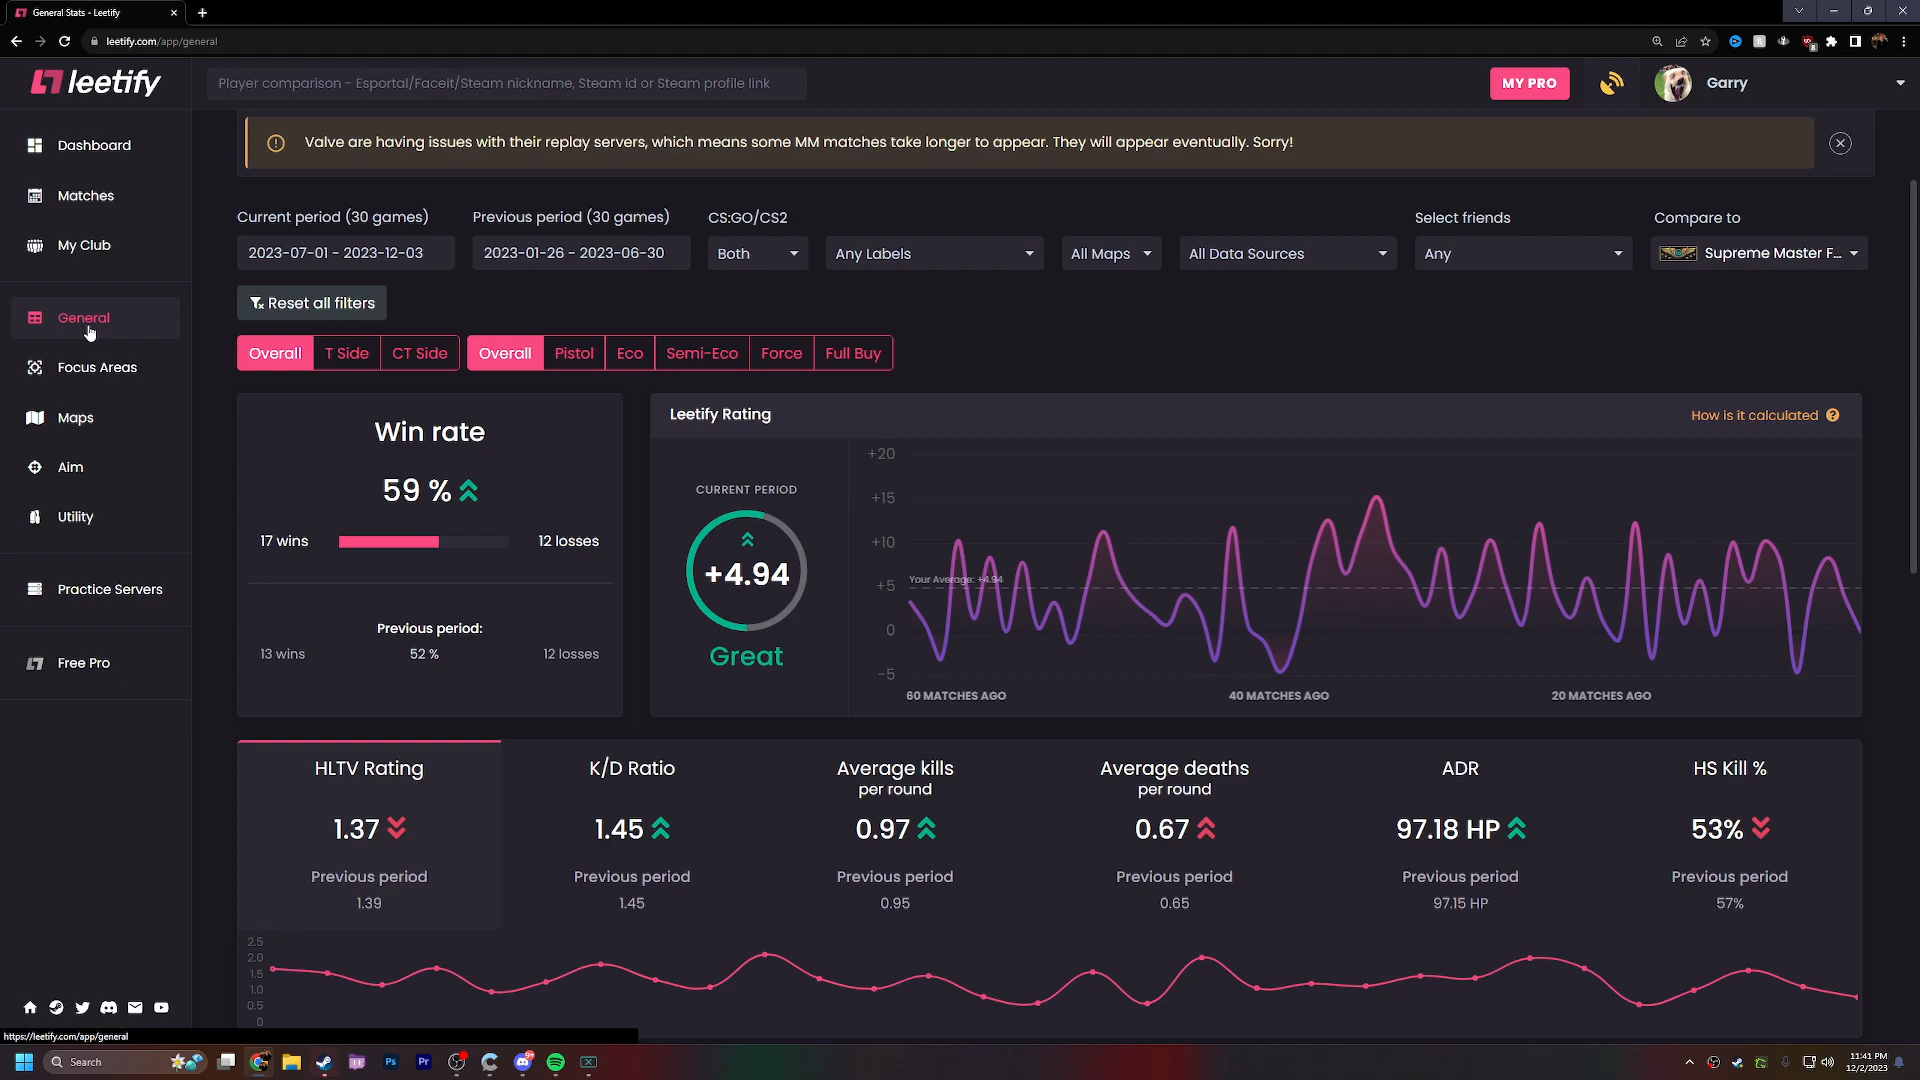 General Stats - Leetify
leetify.com/app/general
leetify
Player comparison - Esportal/Faceit/Steam nickname, Steam id or Steam profile link
MY PRO
Garry
Dashboard
Matches
My Club
General
Focus Areas
Maps
Aim
Utility
Practice Servers
Free Pro
Valve are having issues with their replay servers, which means some MM matches take longer to appear. They will appear eventually. Sorry!
Current period (30 games)
Previous period (30 games)
CS:GO/CS2
Select friends
Compare to
2023-07-01 - 2023-12-03
2023-01-26 - 2023-06-30
Both
Any Labels
All Maps
All Data Sources
Any
Supreme Master F...
Reset all filters
Overall
T Side
CT Side
Overall
Pistol
Eco
Semi-Eco
Force
Full Buy
Win rate
59 %
17 wins
12 losses
Previous period:
13 wins
52 %
12 losses
Leetify Rating
How is it calculated ?
CURRENT PERIOD
+4.94
Great
+20
+15
+10
+5
0
-5
Your Average: +4.94
60 MATCHES AGO
40 MATCHES AGO
20 MATCHES AGO
HLTV Rating
1.37
Previous period
1.39
K/D Ratio
1.45
Previous period
1.45
Average kills
per round
0.97
Previous period
0.95
Average deaths
per round
0.67
Previous period
0.65
ADR
97.18 HP
Previous period
97.15 HP
HS Kill %
53%
Previous period
57%
2.5
2.0
1.5
1.0
0.5
0
https://leetify.com/app/general
Search
Ps
Pr
11:41 PM
12/2/2023